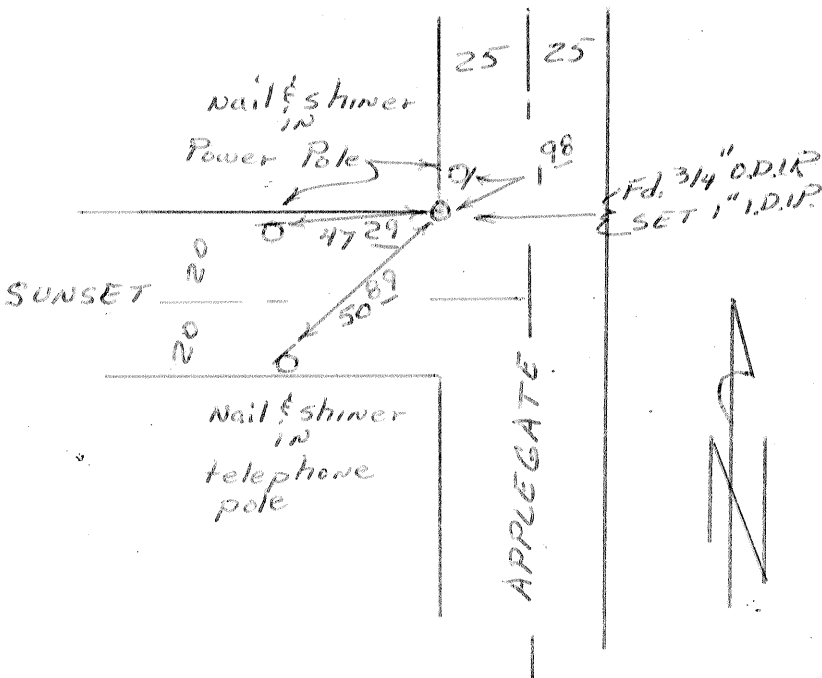 25 25
Nail & shiner
IN
Power Pole
1 98
Fd. 3/4" O.D.I.P.
& SET 1" I.D.I.P.
47 29
20
SUNSET
50 89
20
Nail & shiner
IN
telephone
pole
APPLEGATE
N